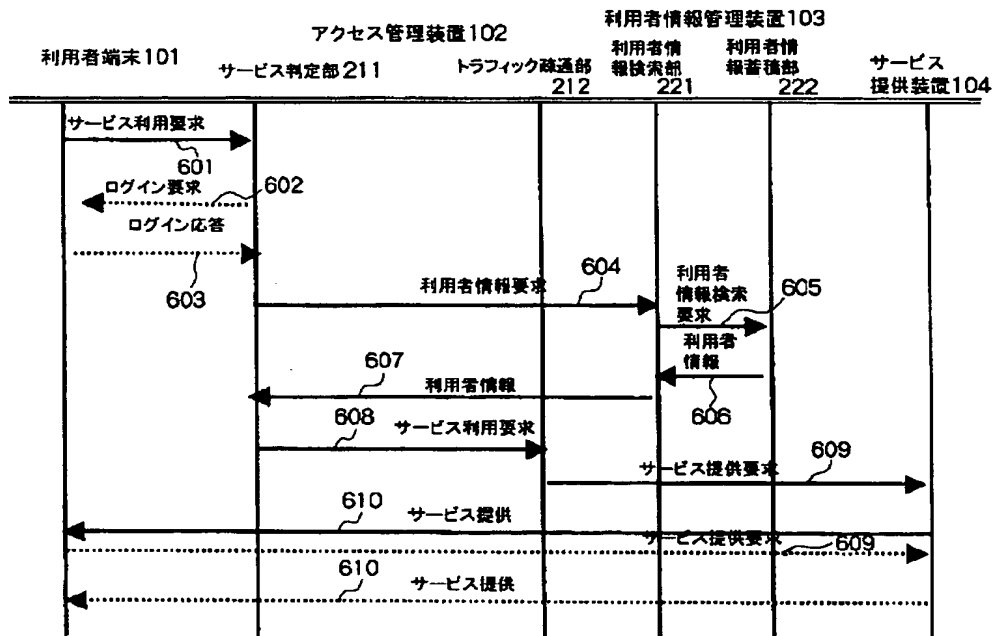 利用者端末101
アクセス管理装置102
サービス判定部211
トラフィック疎通部
212
利用者情報管理装置103
利用者情
報検索部
221
利用者情
報蓄積部
222
サービス
提供装置104
サービス利用要求
601
ログイン要求
602
ログイン応答
603
利用者情報要求
604
利用者
情報検索
要求
605
利用者
情報
606
607
利用者情報
608
サービス利用要求
サービス提供要求
609
610
サービス提供
サービス提供要求
609
610
サービス提供